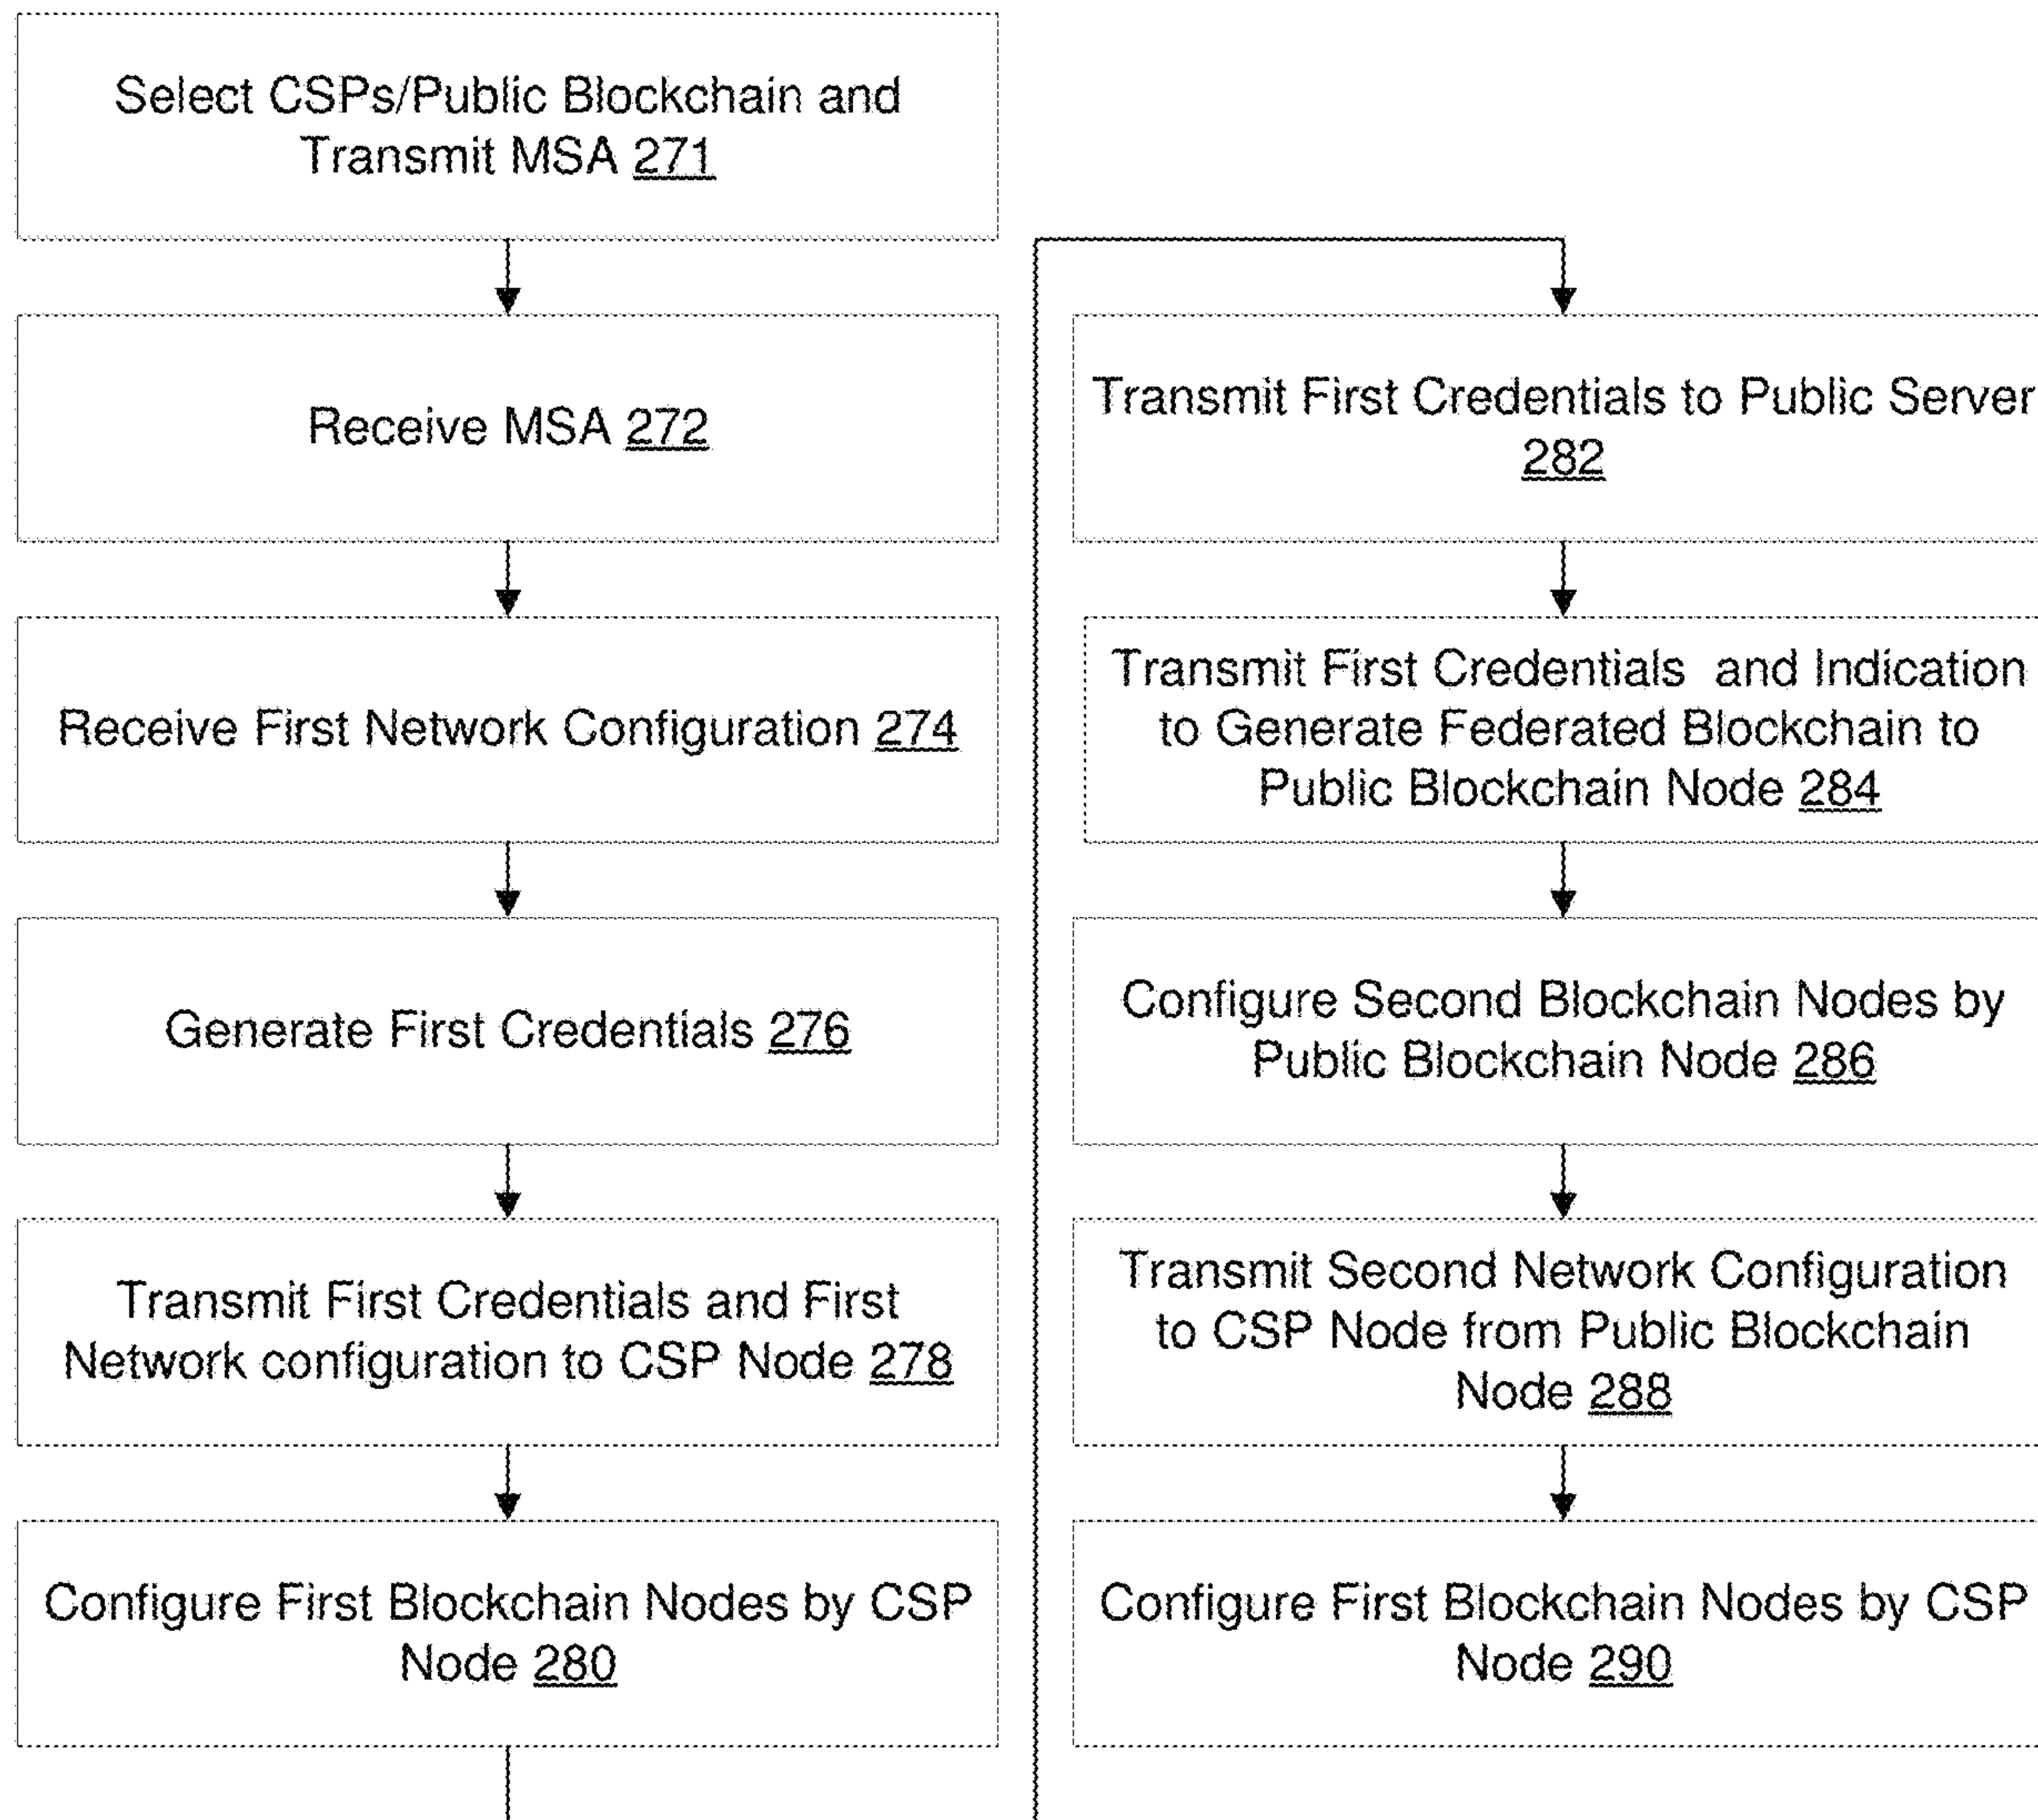 Select CSPs/Public Blockchain and
Transmit MSA 271
Receive MSA 272
Receive First Network Configuration 274
Generate First Credentials 276
Transmit First Credentials and First
Network configuration to CSP Node 278
Configure First Blockchain Nodes by CSP
Node 280
Transmit First Credentials to Public Server
282
Transmit First Credentials and Indication
to Generate Federated Blockchain to
Public Blockchain Node 284
Configure Second Blockchain Nodes by
Public Blockchain Node 286
Transmit Second Network Configuration
to CSP Node from Public Blockchain
Node 288
Configure First Blockchain Nodes by CSP
Node 290